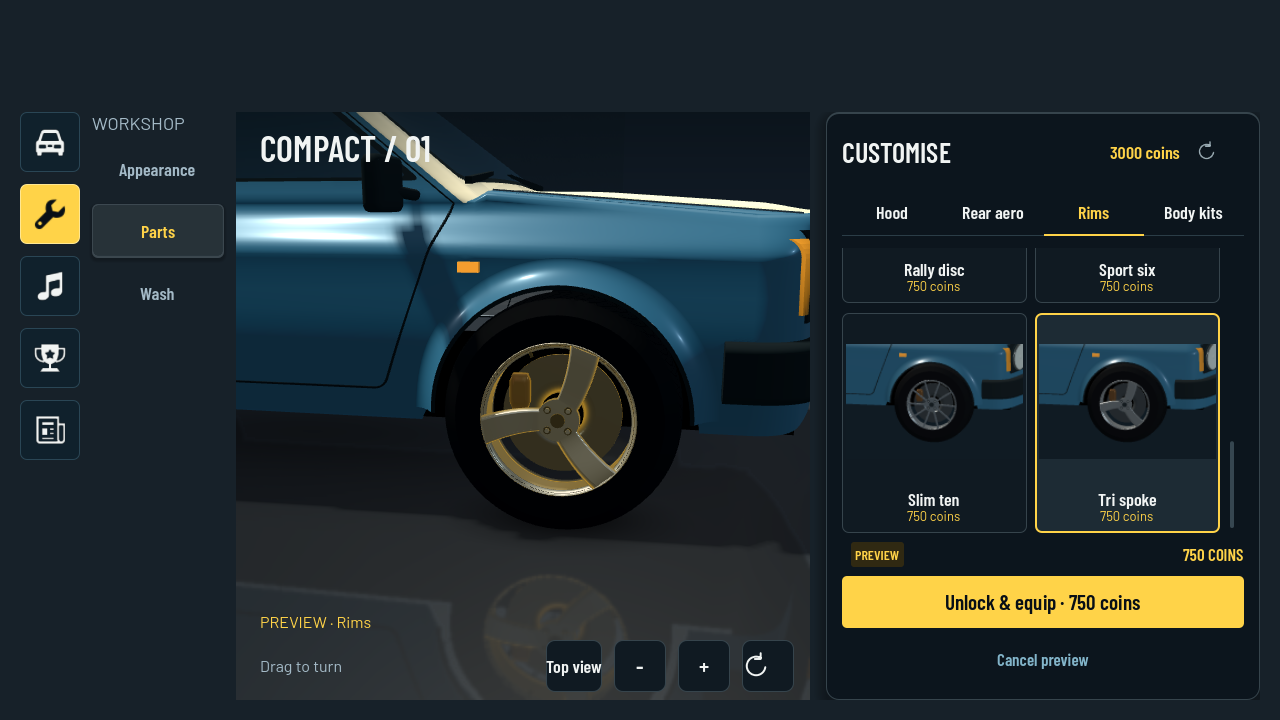 WORKSHOP
Appearance
Parts
Wash
COMPACT / 01
PREVIEW · Rims
Drag to turn
Top view
-
+
CUSTOMISE
3000 coins
Hood
Rear aero
Rims
Body kits
Rally disc
750 coins
Sport six
750 coins
Slim ten
750 coins
Tri spoke
750 coins
PREVIEW
750 COINS
Unlock & equip · 750 coins
Cancel preview